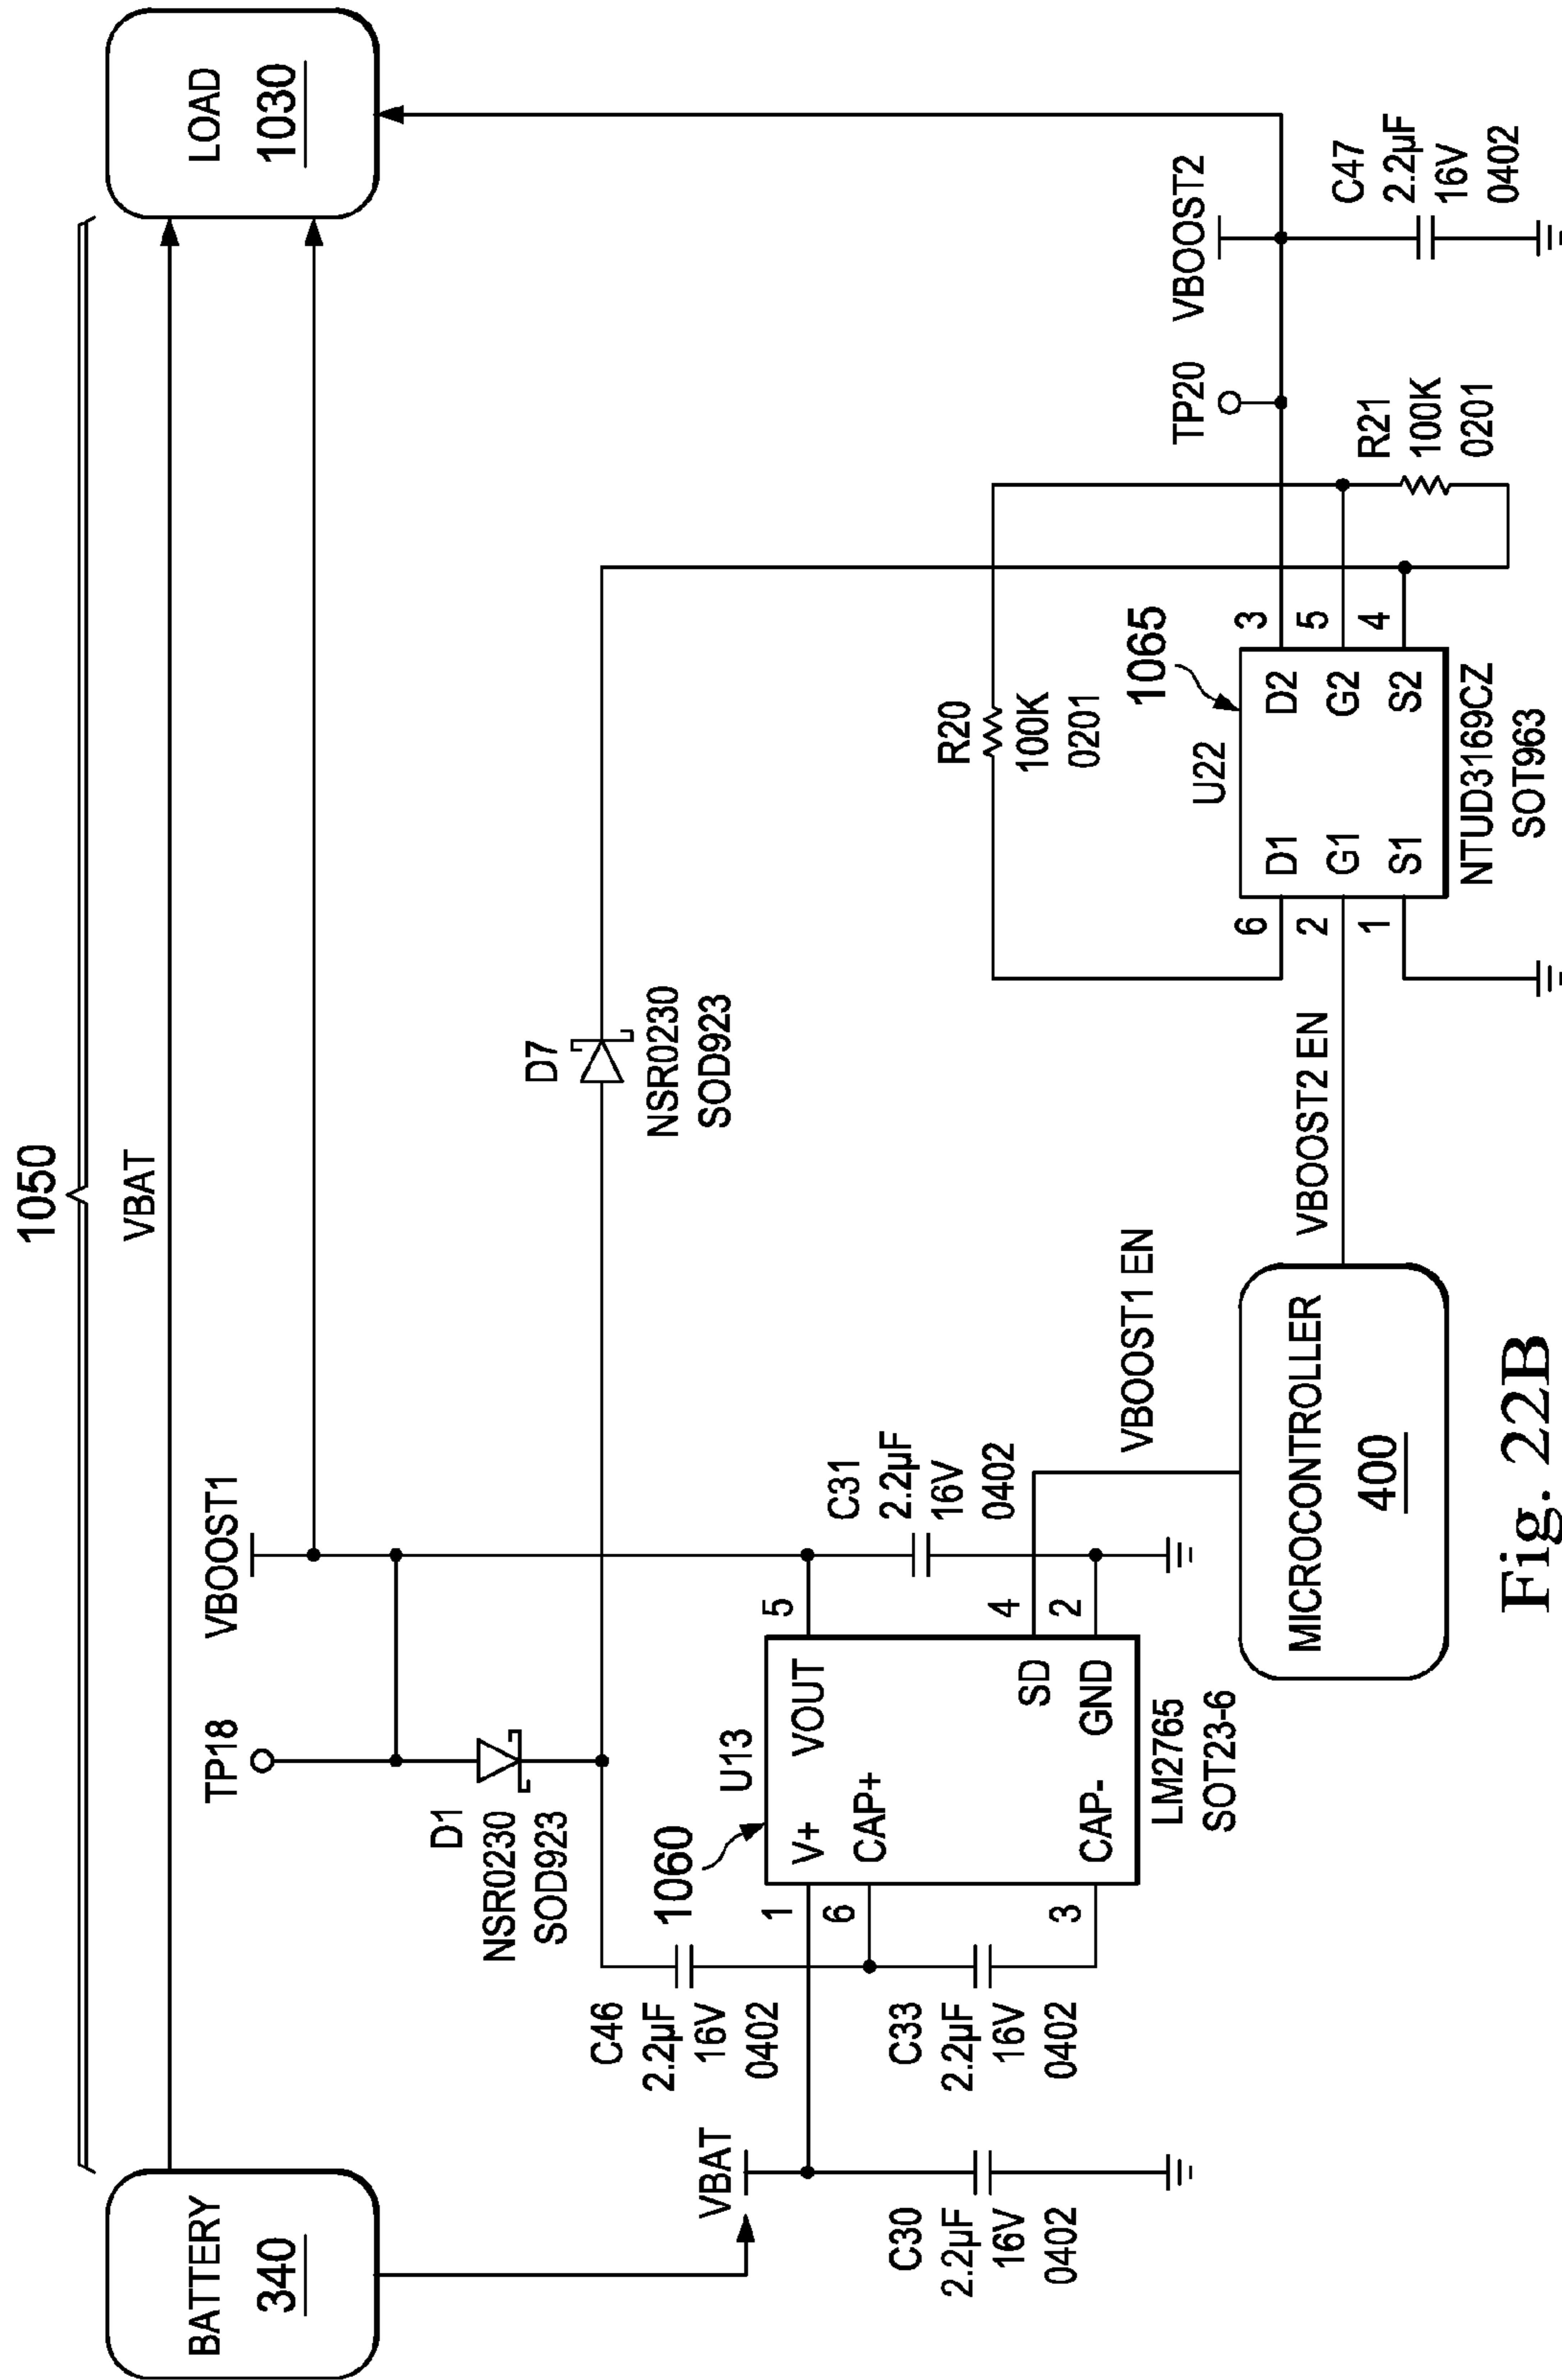 1050
BATTERY
340
VBAT
LOAD
1030
VBOOST1
TP18
D1
NSR0230
SOD923
D7
NSR0230
SOD923
C46
2.2µF
16V
0402
1060
U13
1
V+
VOUT
5
6
CAP+
3
CAP-
SD
4
GND
2
LM2765
SOT23-6
C31
2.2µF
16V
0402
C33
2.2µF
16V
0402
VBAT
C30
2.2µF
16V
0402
VBOOST1 EN
MICROCONTROLLER
400
VBOOST2 EN
R20
100K
0201
1065
U22
6
D1
D2
3
2
G1
G2
5
1
S1
S2
4
NTUD3169CZ
SOT963
TP20
VBOOST2
R21
100K
0201
C47
2.2µF
16V
0402
Fig. 22B